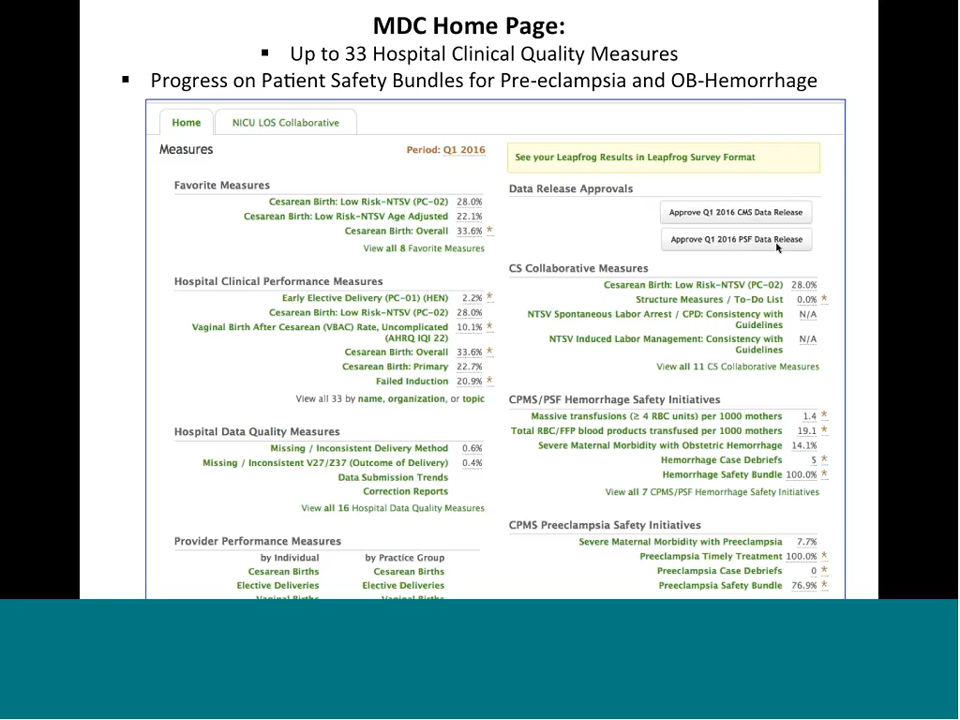 MDC Home Page:
▪ Up to 33 Hospital Clinical Quality Measures
▪ Progress on Patient Safety Bundles for Pre-eclampsia and OB-Hemorrhage
Home
NICU LOS Collaborative
Measures
Period: Q1 2016
Favorite Measures
Cesarean Birth: Low Risk-NTSV (PC-02) 28.0%
Cesarean Birth: Low Risk-NTSV Age Adjusted 22.1%
Cesarean Birth: Overall 33.6% *
View all 8 Favorite Measures
Hospital Clinical Performance Measures
Early Elective Delivery (PC-01) (HEN) 2.2% *
Cesarean Birth: Low Risk-NTSV (PC-02) 28.0%
Vaginal Birth After Cesarean (VBAC) Rate, Uncomplicated 10.1% *
(AHRQ IQI 22)
Cesarean Birth: Overall 33.6% *
Cesarean Birth: Primary 22.7%
Failed Induction 20.9% *
View all 33 by name, organization, or topic
Hospital Data Quality Measures
Missing / Inconsistent Delivery Method 0.6%
Missing / Inconsistent V27/Z37 (Outcome of Delivery) 0.4%
Data Submission Trends
Correction Reports
View all 16 Hospital Data Quality Measures
Provider Performance Measures
by Individual by Practice Group
Cesarean Births Cesarean Births
Elective Deliveries Elective Deliveries
Vaginal Births Vaginal Births
See your Leapfrog Results in Leapfrog Survey Format
Data Release Approvals
Approve Q1 2016 CMS Data Release
Approve Q1 2016 PSF Data Release
CS Collaborative Measures
Cesarean Birth: Low Risk-NTSV (PC-02) 28.0%
Structure Measures / To-Do List 0.0% *
NTSV Spontaneous Labor Arrest / CPD: Consistency with N/A
Guidelines
NTSV Induced Labor Management: Consistency with N/A
Guidelines
View all 11 CS Collaborative Measures
CPMS/PSF Hemorrhage Safety Initiatives
Massive transfusions (≥ 4 RBC units) per 1000 mothers 1.4 *
Total RBC/FFP blood products transfused per 1000 mothers 19.1 *
Severe Maternal Morbidity with Obstetric Hemorrhage 14.1%
Hemorrhage Case Debriefs 5 *
Hemorrhage Safety Bundle 100.0% *
View all 7 CPMS/PSF Hemorrhage Safety Initiatives
CPMS Preeclampsia Safety Initiatives
Severe Maternal Morbidity with Preeclampsia 7.7%
Preeclampsia Timely Treatment 100.0% *
Preeclampsia Case Debriefs 0 *
Preeclampsia Safety Bundle 76.9% *